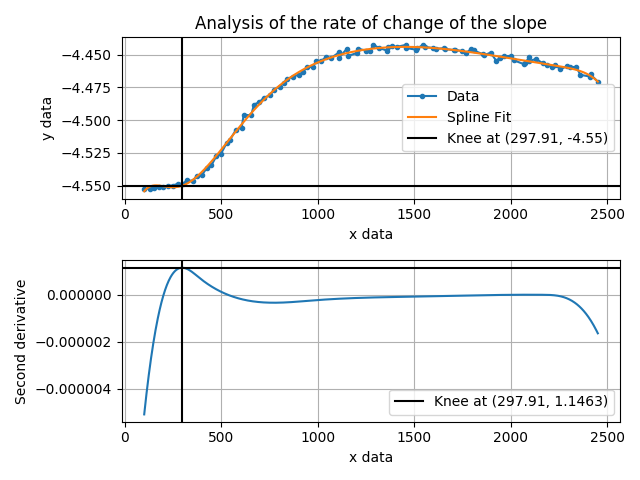 Analysis of the rate of change of the slope
y data
−4.450
−4.475
−4.500
−4.525
−4.550
Data
Spline Fit
Knee at (297.91, -4.55)
0 500 1000 1500 2000 2500
x data
Second derivative
0.000000
−0.000002
−0.000004
Knee at (297.91, 1.1463)
0 500 1000 1500 2000 2500
x data